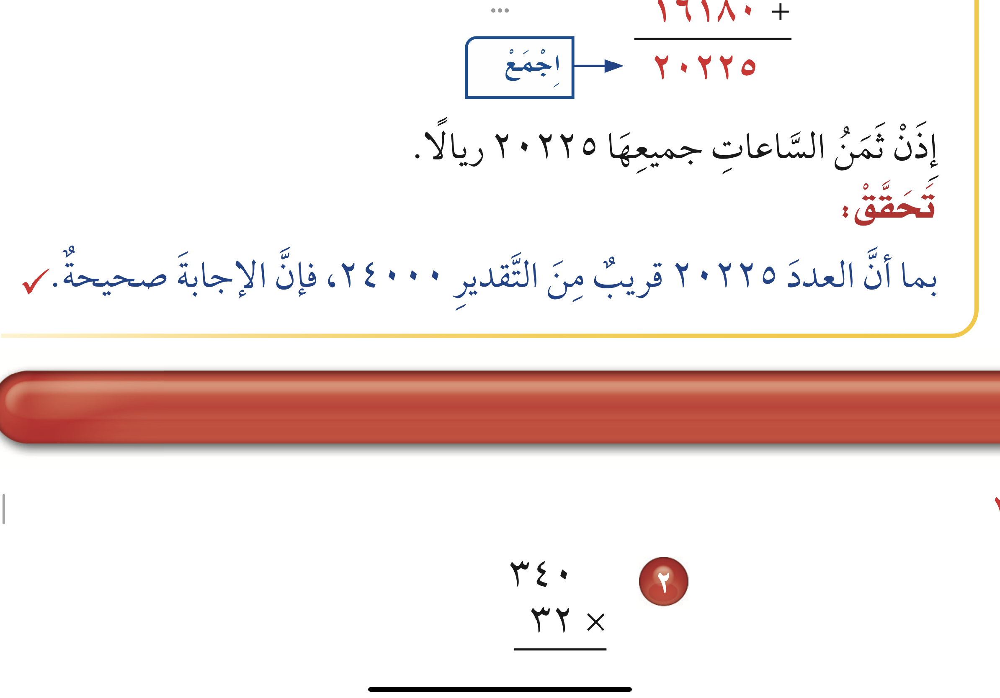 + ١٦١٨٠
٢٠٢٢٥
اِجْمَعْ
إِذَنْ ثَمَنُ السَّاعاتِ جميعِهَا ٢٠٢٢٥ ريالًا.
تَحَقَّقْ:
بما أنَّ العددَ ٢٠٢٢٥ قريبٌ مِنَ التَّقديرِ ٢٤٠٠٠، فإنَّ الإجابةَ صحيحةٌ. ✓
٢
٣٤٠
× ٣٢